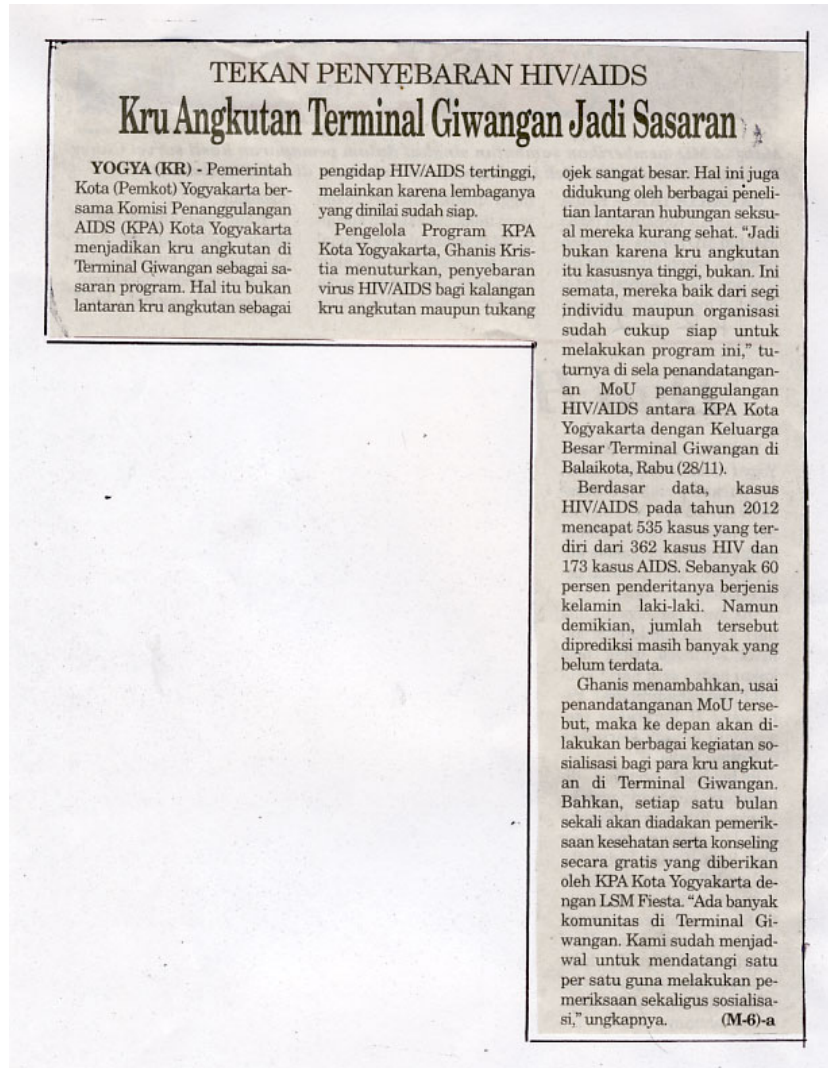 TEKAN PENYEBARAN HIV/AIDS
Kru Angkutan Terminal Giwangan Jadi Sasaran
YOGYA (KR) - Pemerintah
Kota (Pemkot) Yogyakarta ber-
sama Komisi Penanggulangan
AIDS (KPA) Kota Yogyakarta
menjadikan kru angkutan di
Terminal Giwangan sebagai sa-
saran program. Hal itu bukan
lantaran kru angkutan sebagai
pengidap HIV/AIDS tertinggi,
melainkan karena lembaganya
yang dinilai sudah siap.
Pengelola Program KPA
Kota Yogyakarta, Ghanis Kris-
tia menuturkan, penyebaran
virus HIV/AIDS bagi kalangan
kru angkutan maupun tukang
ojek sangat besar. Hal ini juga
didukung oleh berbagai peneli-
tian lantaran hubungan seksu-
al mereka kurang sehat. “Jadi
bukan karena kru angkutan
itu kasusnya tinggi, bukan. Ini
semata, mereka baik dari segi
individu maupun organisasi
sudah cukup siap untuk
melakukan program ini,” tu-
turnya di sela penandatangan-
an MoU penanggulangan
HIV/AIDS antara KPA Kota
Yogyakarta dengan Keluarga
Besar Terminal Giwangan di
Balaikota, Rabu (28/11).
Berdasar data, kasus
HIV/AIDS pada tahun 2012
mencapat 535 kasus yang ter-
diri dari 362 kasus HIV dan
173 kasus AIDS. Sebanyak 60
persen penderitanya berjenis
kelamin laki-laki. Namun
demikian, jumlah tersebut
diprediksi masih banyak yang
belum terdata.
Ghanis menambahkan, usai
penandatanganan MoU terse-
but, maka ke depan akan di-
lakukan berbagai kegiatan so-
sialisasi bagi para kru angkut-
an di Terminal Giwangan.
Bahkan, setiap satu bulan
sekali akan diadakan pemerik-
saan kesehatan serta konseling
secara gratis yang diberikan
oleh KPA Kota Yogyakarta de-
ngan LSM Fiesta. “Ada banyak
komunitas di Terminal Gi-
wangan. Kami sudah menjad-
wal untuk mendatangi satu
per satu guna melakukan pe-
meriksaan sekaligus sosialisa-
si,” ungkapnya. (M-6)-a